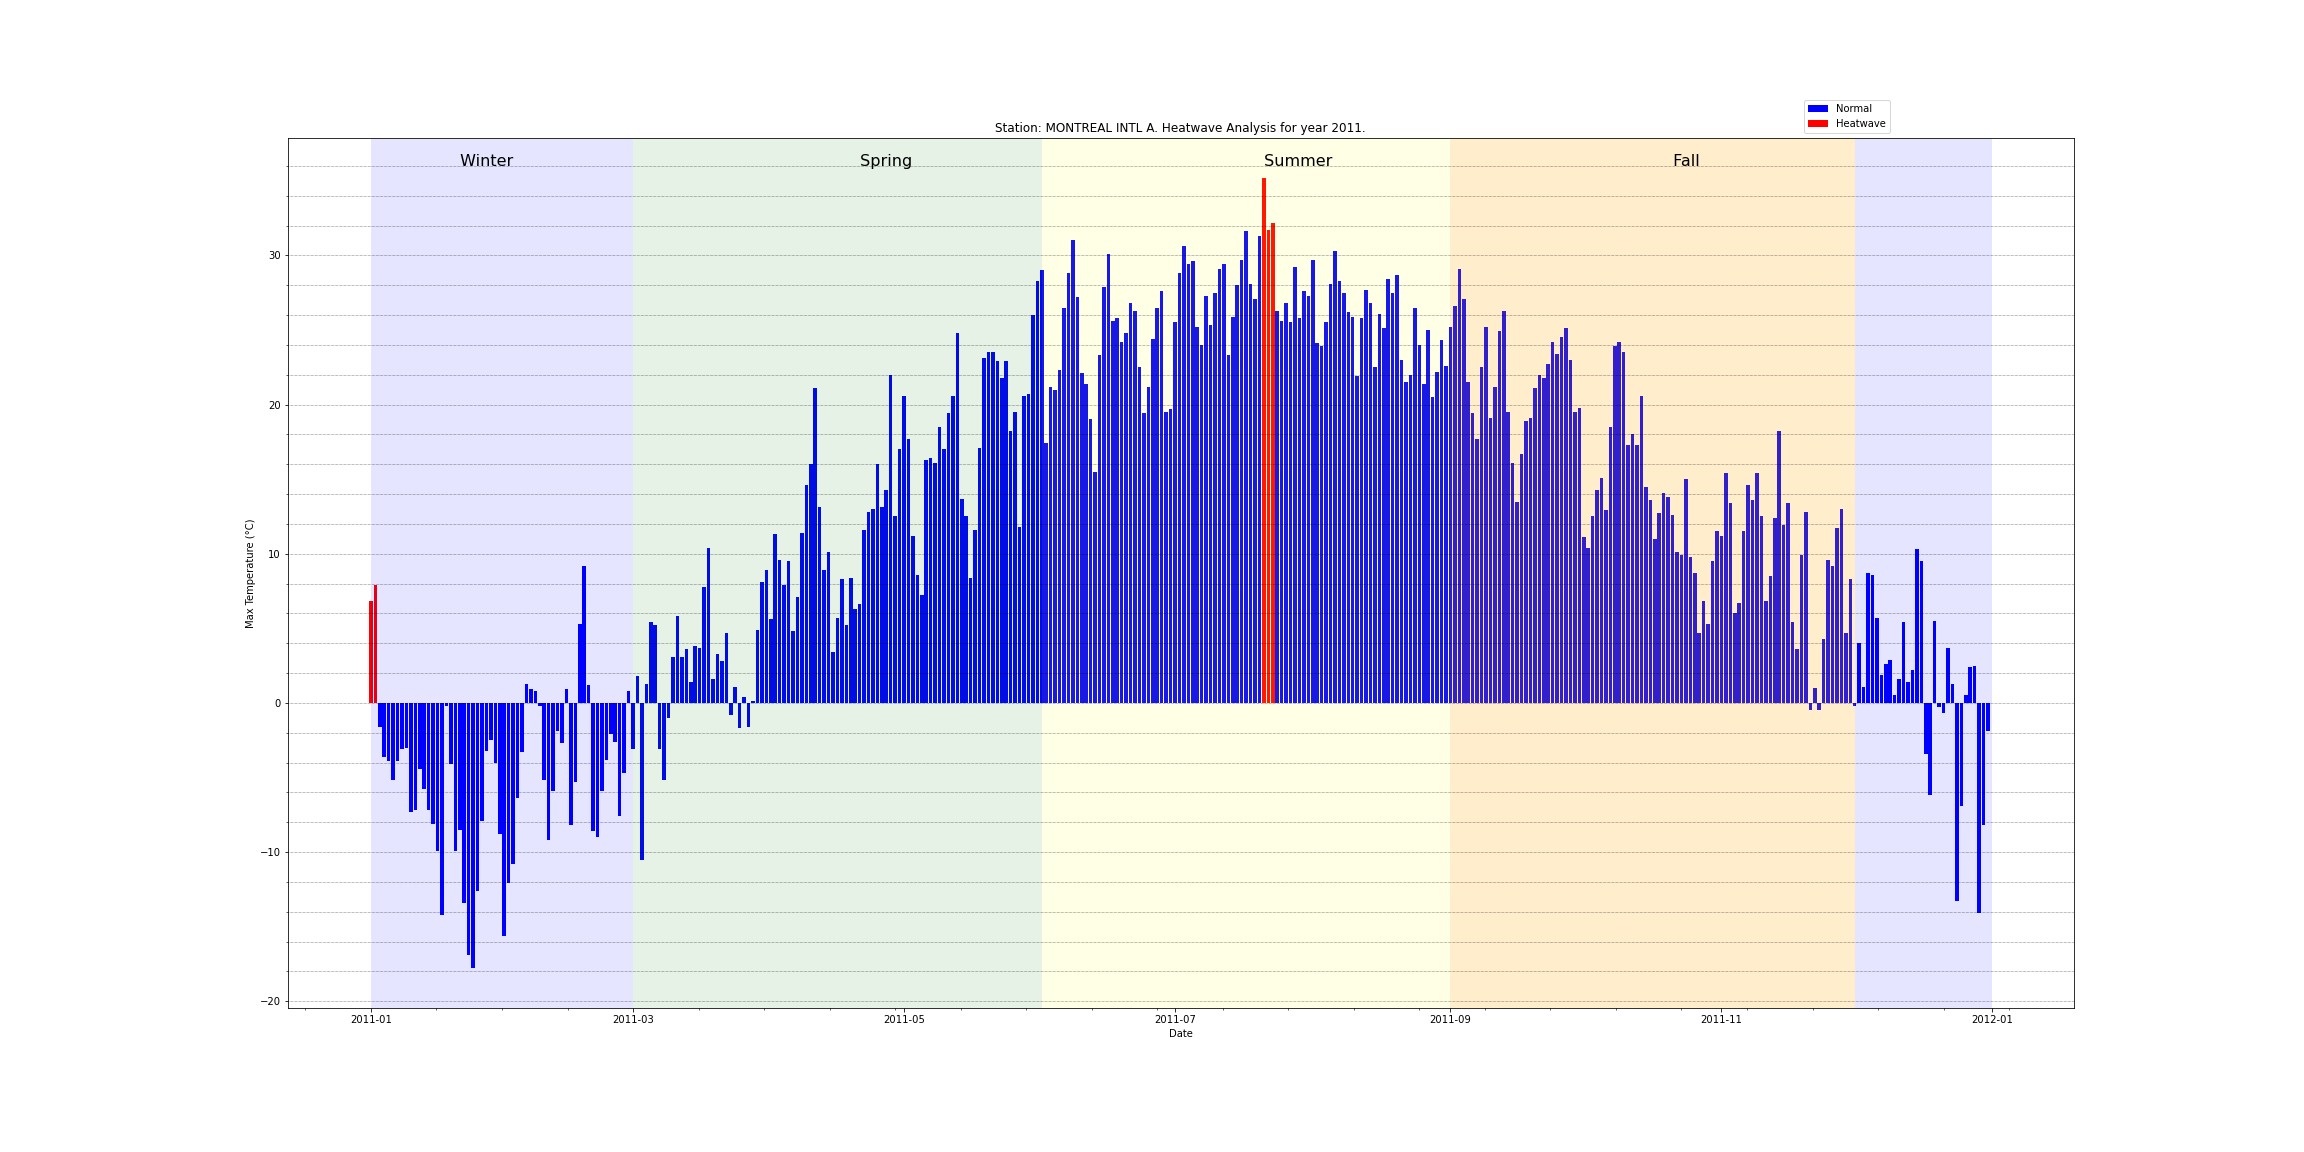 Normal
Heatwave
Station: MONTREAL INTL A. Heatwave Analysis for year 2011.
Winter Spring Summer Fall
30
20
10
0
−10
−20
Max Temperature (°C)
2011-01 2011-03 2011-05 2011-07 2011-09 2011-11 2012-01
Date